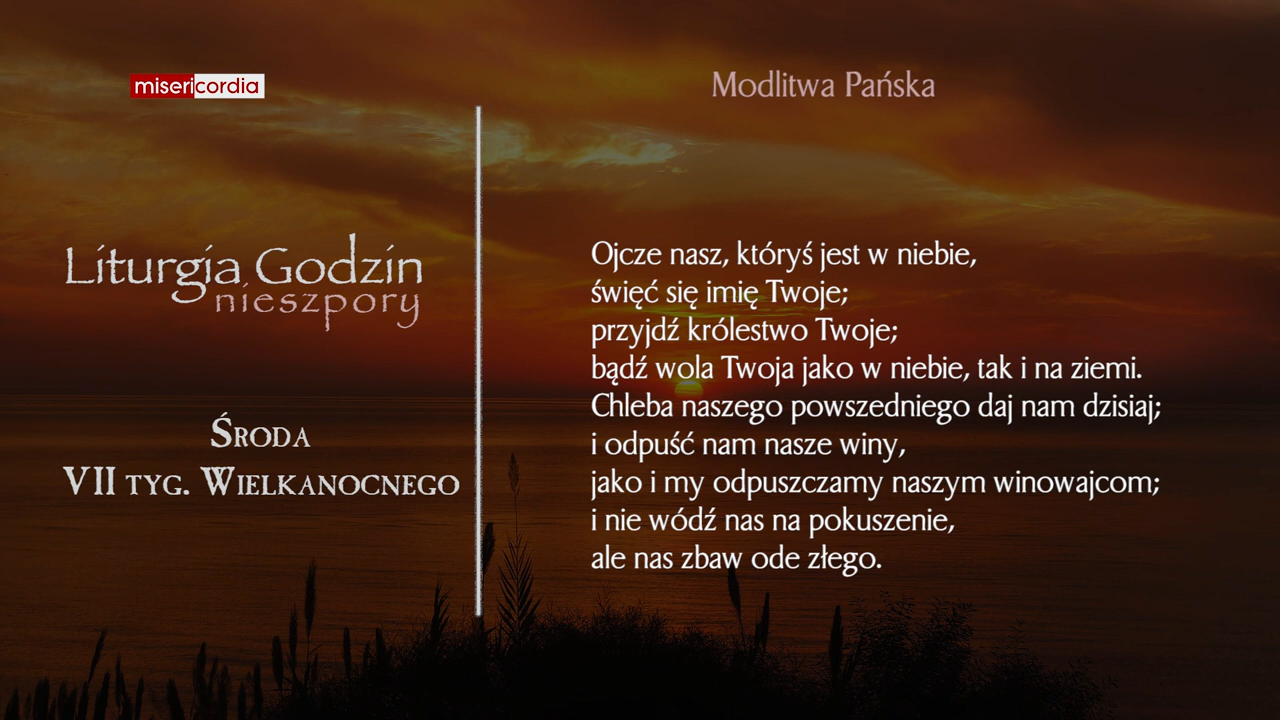 misericordia
Liturgia Godzin
nieszpory
Środa
VII tyg. Wielkanocnego
Modlitwa Pańska
Ojcze nasz, któryś jest w niebie,
święć się imię Twoje;
przyjdź królestwo Twoje;
bądź wola Twoja jako w niebie, tak i na ziemi.
Chleba naszego powszedniego daj nam dzisiaj;
i odpuść nam nasze winy,
jako i my odpuszczamy naszym winowajcom;
i nie wódź nas na pokuszenie,
ale nas zbaw ode złego.